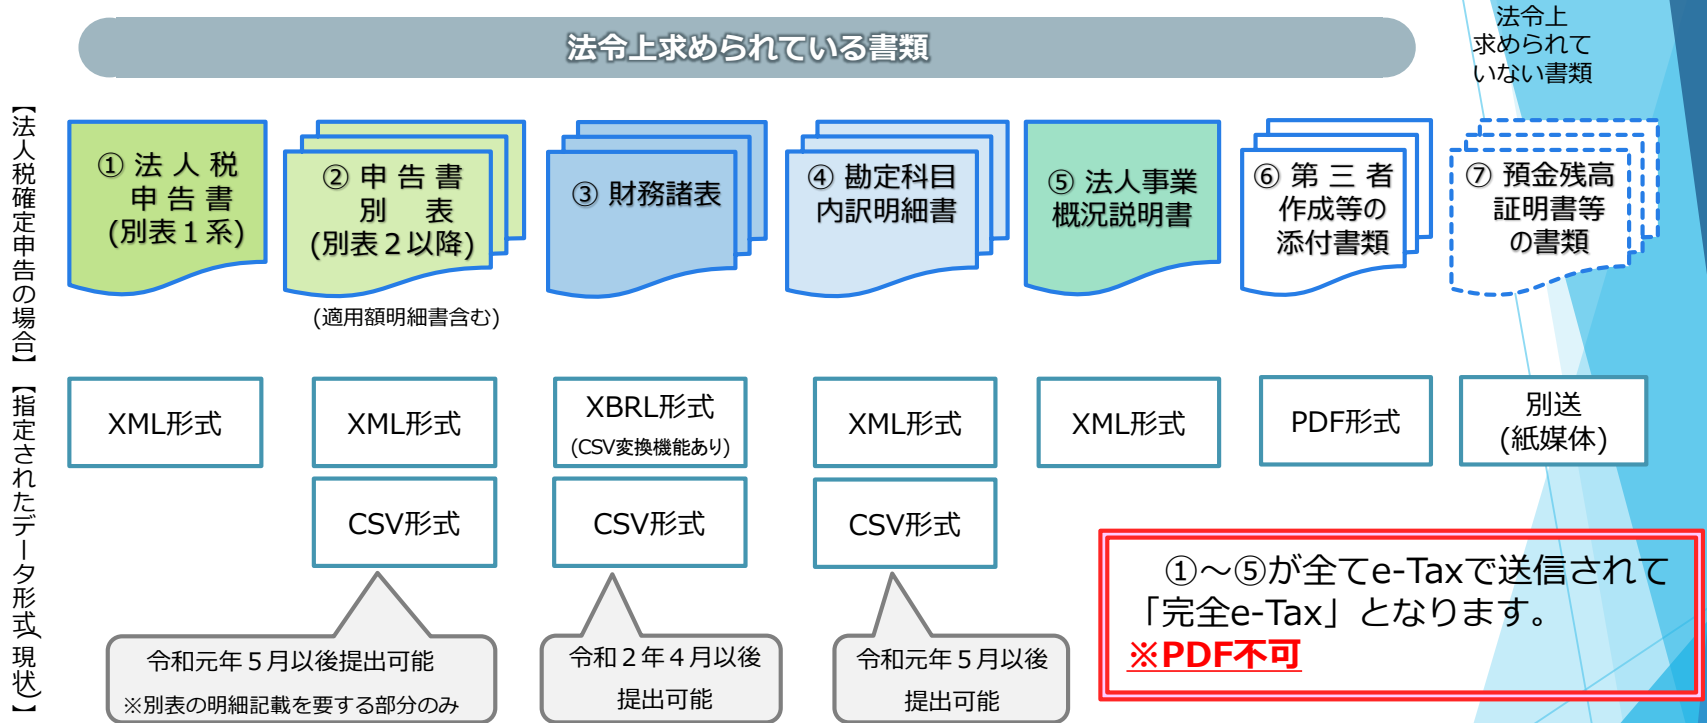 法令上求められている書類
法令上
求められて
いない書類
【法人税確定申告の場合】
① 法 人 税
申 告 書
(別表１系)
② 申 告 書
別　表
(別表２以降)
(適用額明細書含む)
③ 財務諸表
④ 勘定科目
内訳明細書
⑤ 法人事業
概況説明書
⑥ 第 三 者
作成等の
添付書類
⑦ 預金残高
証明書等
の書類
【指定されたデータ形式(現状)】
XML形式
XML形式
XBRL形式
(CSV変換機能あり)
XML形式
XML形式
PDF形式
別送
(紙媒体)
CSV形式
CSV形式
CSV形式
令和元年５月以後提出可能
※別表の明細記載を要する部分のみ
令和２年４月以後
提出可能
令和元年５月以後
提出可能
①～⑤が全てe-Taxで送信されて
「完全e-Tax」となります。
※PDF不可